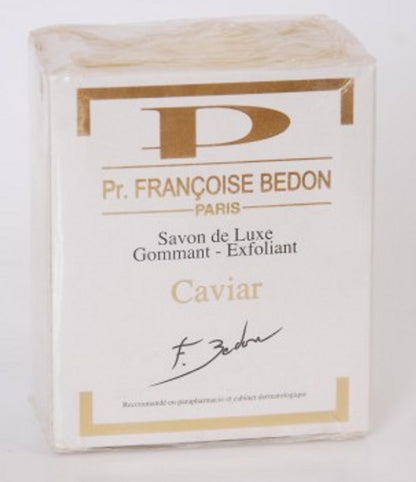 P
Pr. FRANÇOISE BEDON
PARIS
Savon de Luxe
Gommant - Exfoliant
Caviar
F. Bedon
Recommandé en parapharmacie et cabinet dermatologique